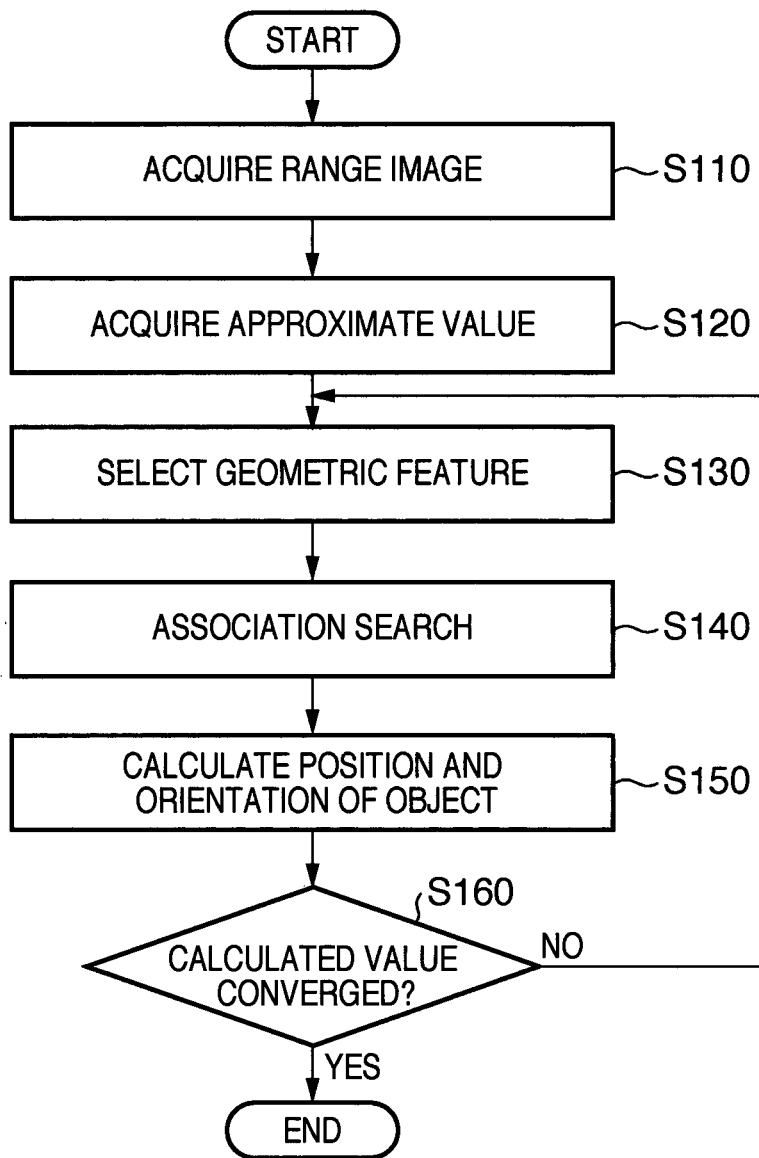 START
ACQUIRE RANGE IMAGE
S110
ACQUIRE APPROXIMATE VALUE
S120
SELECT GEOMETRIC FEATURE
S130
ASSOCIATION SEARCH
S140
CALCULATE POSITION AND
ORIENTATION OF OBJECT
S150
S160
CALCULATED VALUE
CONVERGED?
NO
YES
END